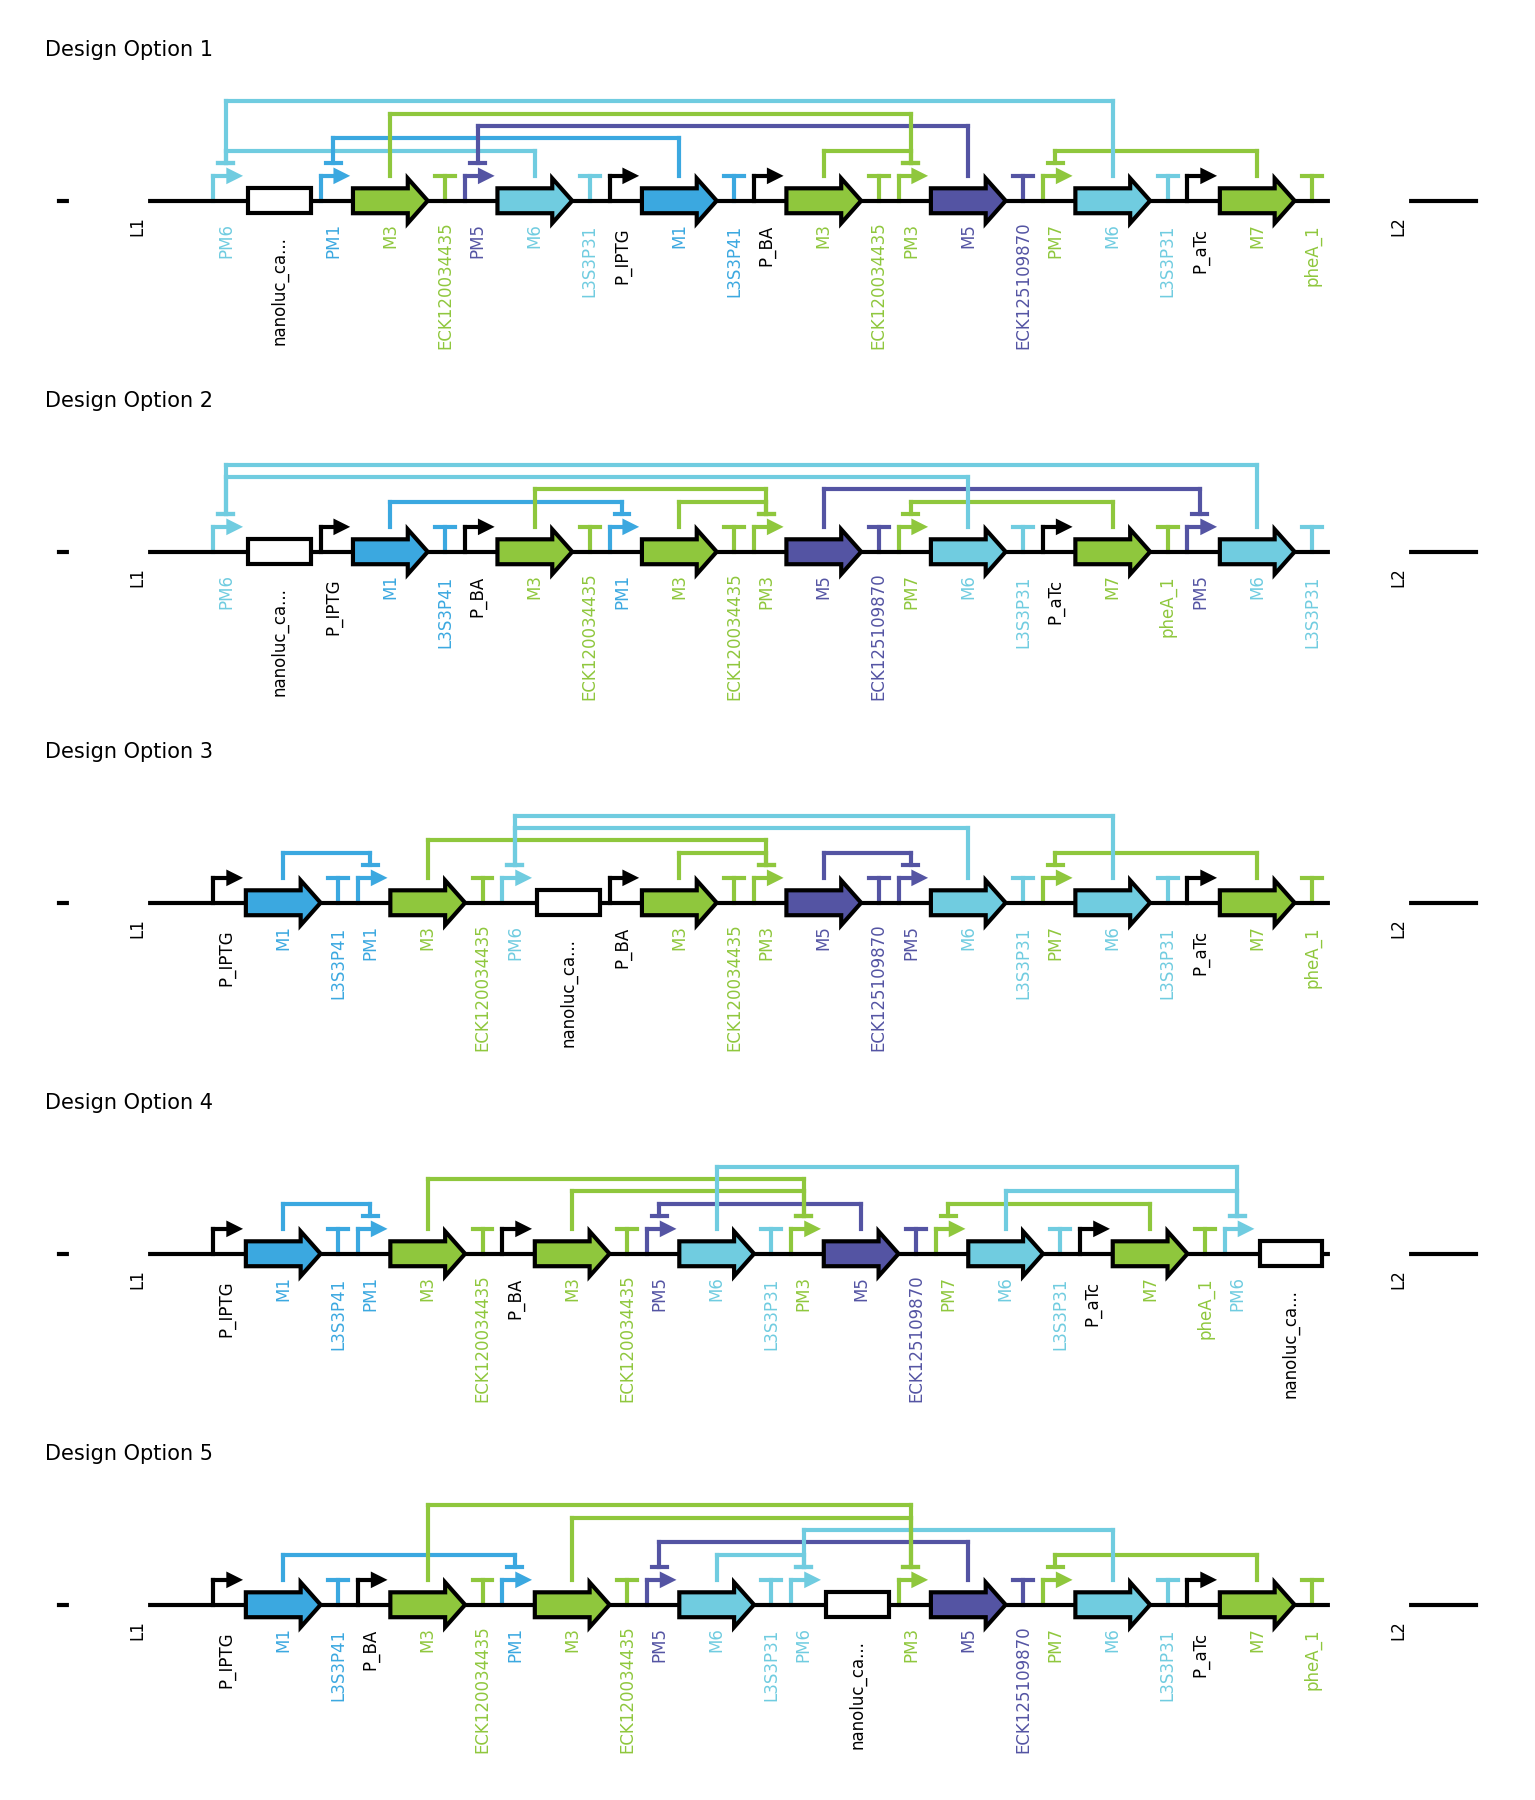 Design Option 1
L1
PM6
nanoluc_ca...
PM1
M3
ECK120034435
PM5
M6
L3S3P31
P_IPTG
M1
L3S3P41
P_BA
M3
ECK120034435
PM3
M5
ECK125109870
PM7
M6
L3S3P31
P_aTc
M7
pheA_1
L2
Design Option 2
L1
PM6
nanoluc_ca...
P_IPTG
M1
L3S3P41
P_BA
M3
ECK120034435
PM1
M3
ECK120034435
PM3
M5
ECK125109870
PM7
M6
L3S3P31
P_aTc
M7
pheA_1
PM5
M6
L3S3P31
L2
Design Option 3
L1
P_IPTG
M1
L3S3P41
PM1
M3
ECK120034435
PM6
nanoluc_ca...
P_BA
M3
ECK120034435
PM3
M5
ECK125109870
PM5
M6
L3S3P31
PM7
M6
L3S3P31
P_aTc
M7
pheA_1
L2
Design Option 4
L1
P_IPTG
M1
L3S3P41
PM1
M3
ECK120034435
P_BA
M3
ECK120034435
PM5
M6
L3S3P31
PM3
M5
ECK125109870
PM7
M6
L3S3P31
P_aTc
M7
pheA_1
PM6
nanoluc_ca...
L2
Design Option 5
L1
P_IPTG
M1
L3S3P41
P_BA
M3
ECK120034435
PM1
M3
ECK120034435
PM5
M6
L3S3P31
PM6
nanoluc_ca...
PM3
M5
ECK125109870
PM7
M6
L3S3P31
P_aTc
M7
pheA_1
L2